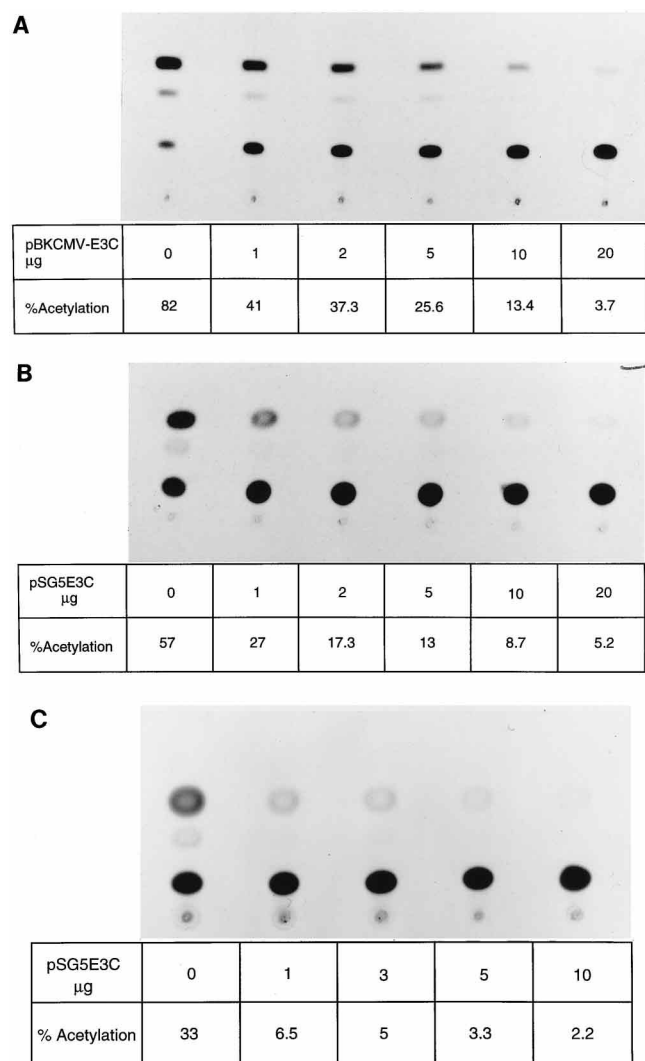 A
pBKCMV-E3C
µg
0 1 2 5 10 20
%Acetylation 82 41 37.3 25.6 13.4 3.7
B
pSG5E3C
µg
0 1 2 5 10 20
%Acetylation 57 27 17.3 13 8.7 5.2
C
pSG5E3C
µg
0 1 3 5 10
% Acetylation 33 6.5 5 3.3 2.2